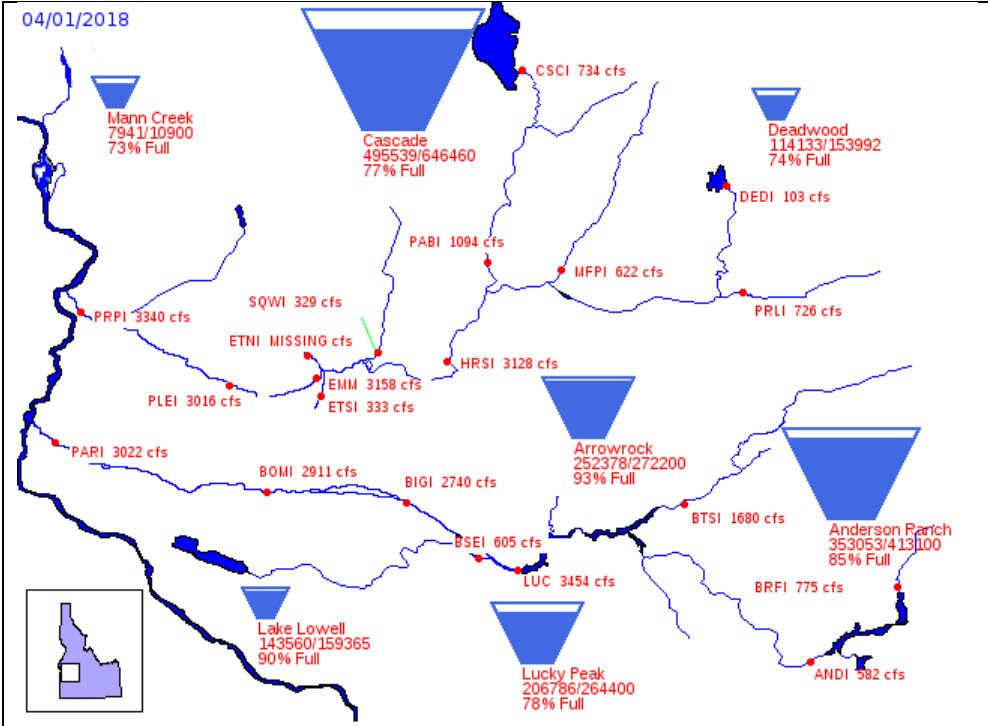 04/01/2018
CSCI 734 cfs
Mann Creek
7941/10900
73% Full
Cascade
495539/646460
77% Full
Deadwood
114133/153992
74% Full
DEDI 103 cfs
PABI 1094 cfs
MFPI 622 cfs
SQWI 329 cfs
PRPI 3340 cfs
PRLI 726 cfs
ETNI MISSING cfs
HRSI 3128 cfs
EMM 3158 cfs
PLEI 3016 cfs
ETSI 333 cfs
PARI 3022 cfs
Arrowrock
252378/272200
93% Full
BOMI 2911 cfs
BIGI 2740 cfs
BTSI 1680 cfs
Anderson Ranch
353053/413100
85% Full
BSEI 605 cfs
LUC 3454 cfs
BRFI 775 cfs
Lake Lowell
143560/159365
90% Full
Lucky Peak
206786/264400
78% Full
ANDI 582 cfs